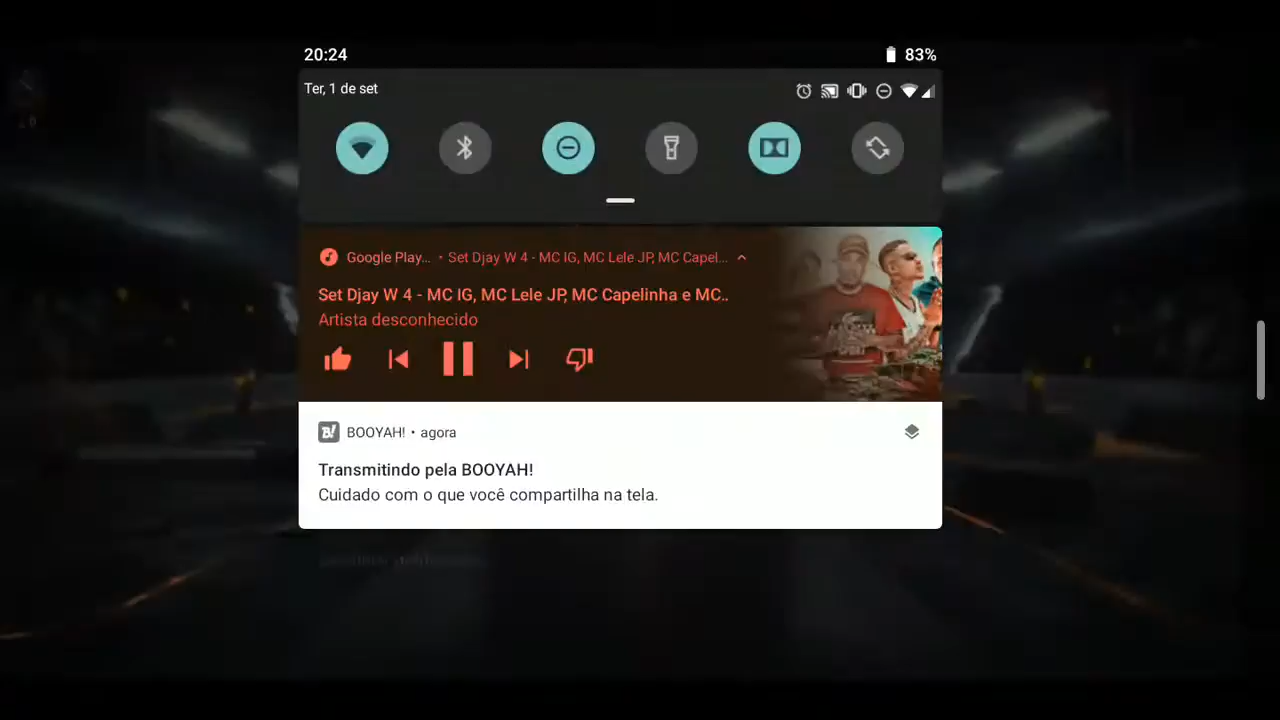 20:24
83%
Ter, 1 de set
Google Play... • Set Djay W 4 - MC IG, MC Lele JP, MC Capel...
Set Djay W 4 - MC IG, MC Lele JP, MC Capelinha e MC..
Artista desconhecido
B! BOOYAH! • agora
Transmitindo pela BOOYAH!
Cuidado com o que você compartilha na tela.